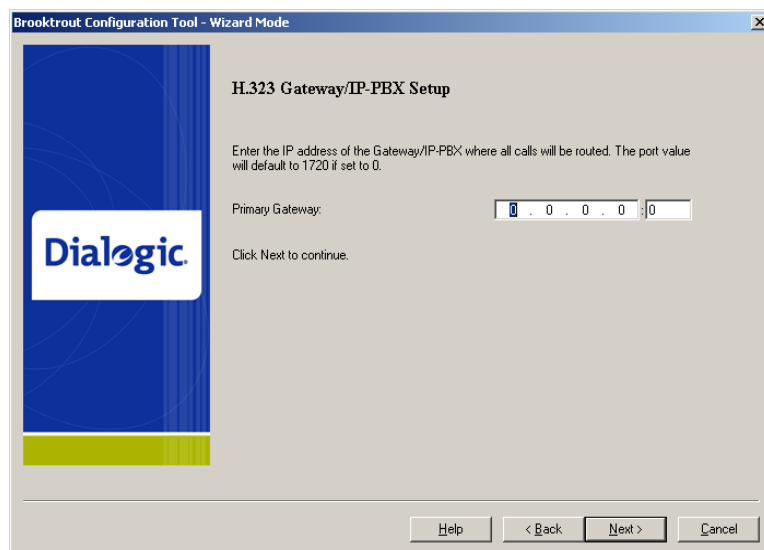 Brooktrout Configuration Tool - Wizard Mode
H.323 Gateway/IP-PBX Setup
Enter the IP address of the Gateway/IP-PBX where all calls will be routed. The port value
will default to 1720 if set to 0.
Primary Gateway: 0 . 0 . 0 . 0 : 0
Dialogic.
Click Next to continue.
Help < Back Next > Cancel